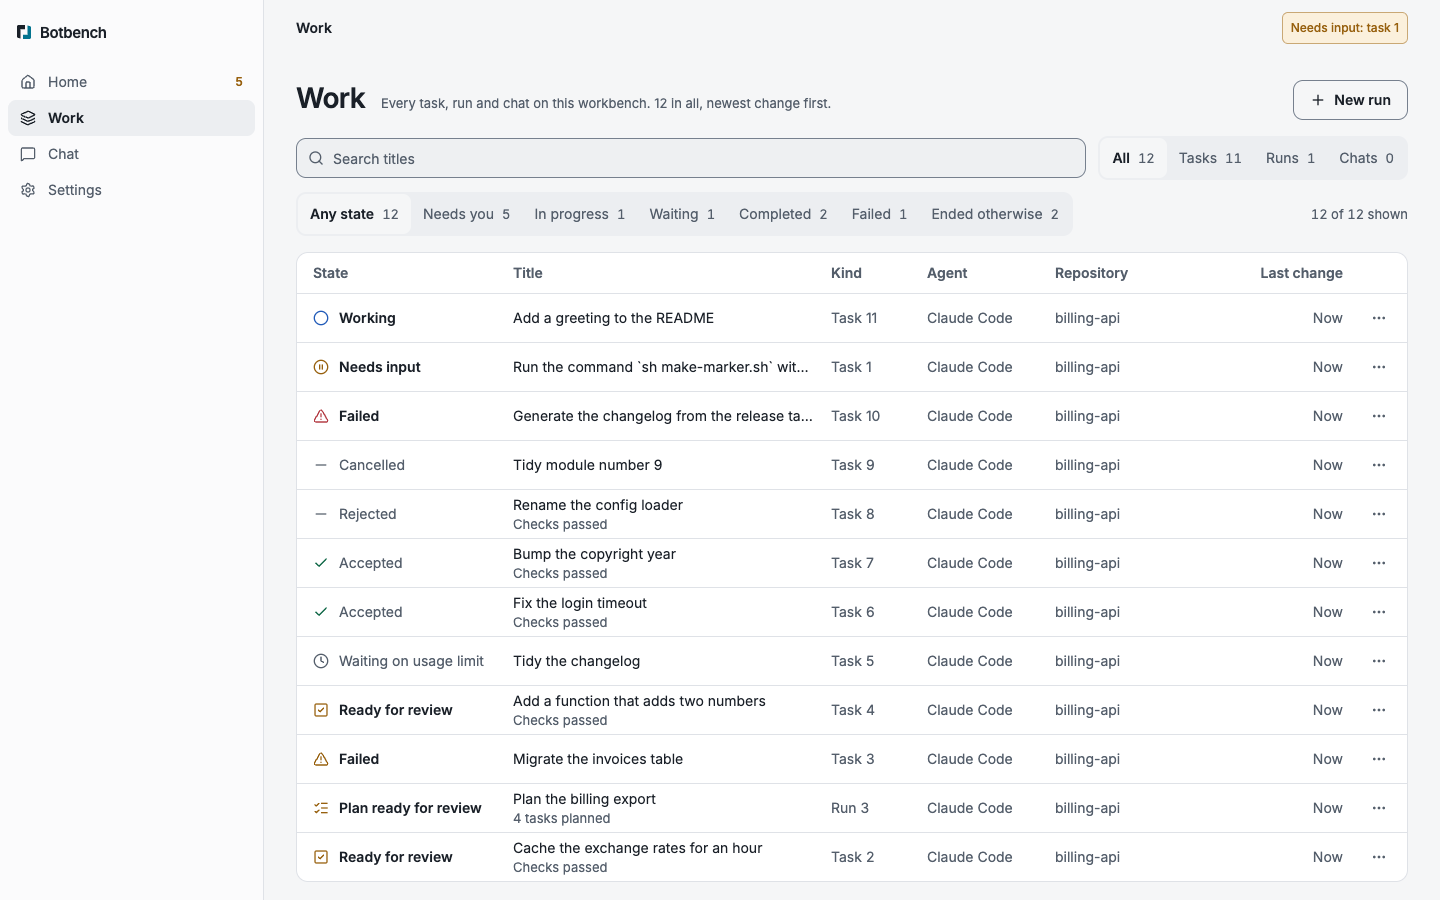 Botbench
Home 5
Work
Chat
Settings
Work
Needs input: task 1
Work Every task, run and chat on this workbench. 12 in all, newest change first.
New run
Search titles
All 12 Tasks 11 Runs 1 Chats 0
Any state 12 Needs you 5 In progress 1 Waiting 1 Completed 2 Failed 1 Ended otherwise 2
12 of 12 shown
State Title Kind Agent Repository Last change
Working Add a greeting to the README Task 11 Claude Code billing-api Now
Needs input Run the command `sh make-marker.sh` wit... Task 1 Claude Code billing-api Now
Failed Generate the changelog from the release ta... Task 10 Claude Code billing-api Now
Cancelled Tidy module number 9 Task 9 Claude Code billing-api Now
Rejected Rename the config loader Task 8 Claude Code billing-api Now
Checks passed
Accepted Bump the copyright year Task 7 Claude Code billing-api Now
Checks passed
Accepted Fix the login timeout Task 6 Claude Code billing-api Now
Checks passed
Waiting on usage limit Tidy the changelog Task 5 Claude Code billing-api Now
Ready for review Add a function that adds two numbers Task 4 Claude Code billing-api Now
Checks passed
Failed Migrate the invoices table Task 3 Claude Code billing-api Now
Plan ready for review Plan the billing export Run 3 Claude Code billing-api Now
4 tasks planned
Ready for review Cache the exchange rates for an hour Task 2 Claude Code billing-api Now
Checks passed